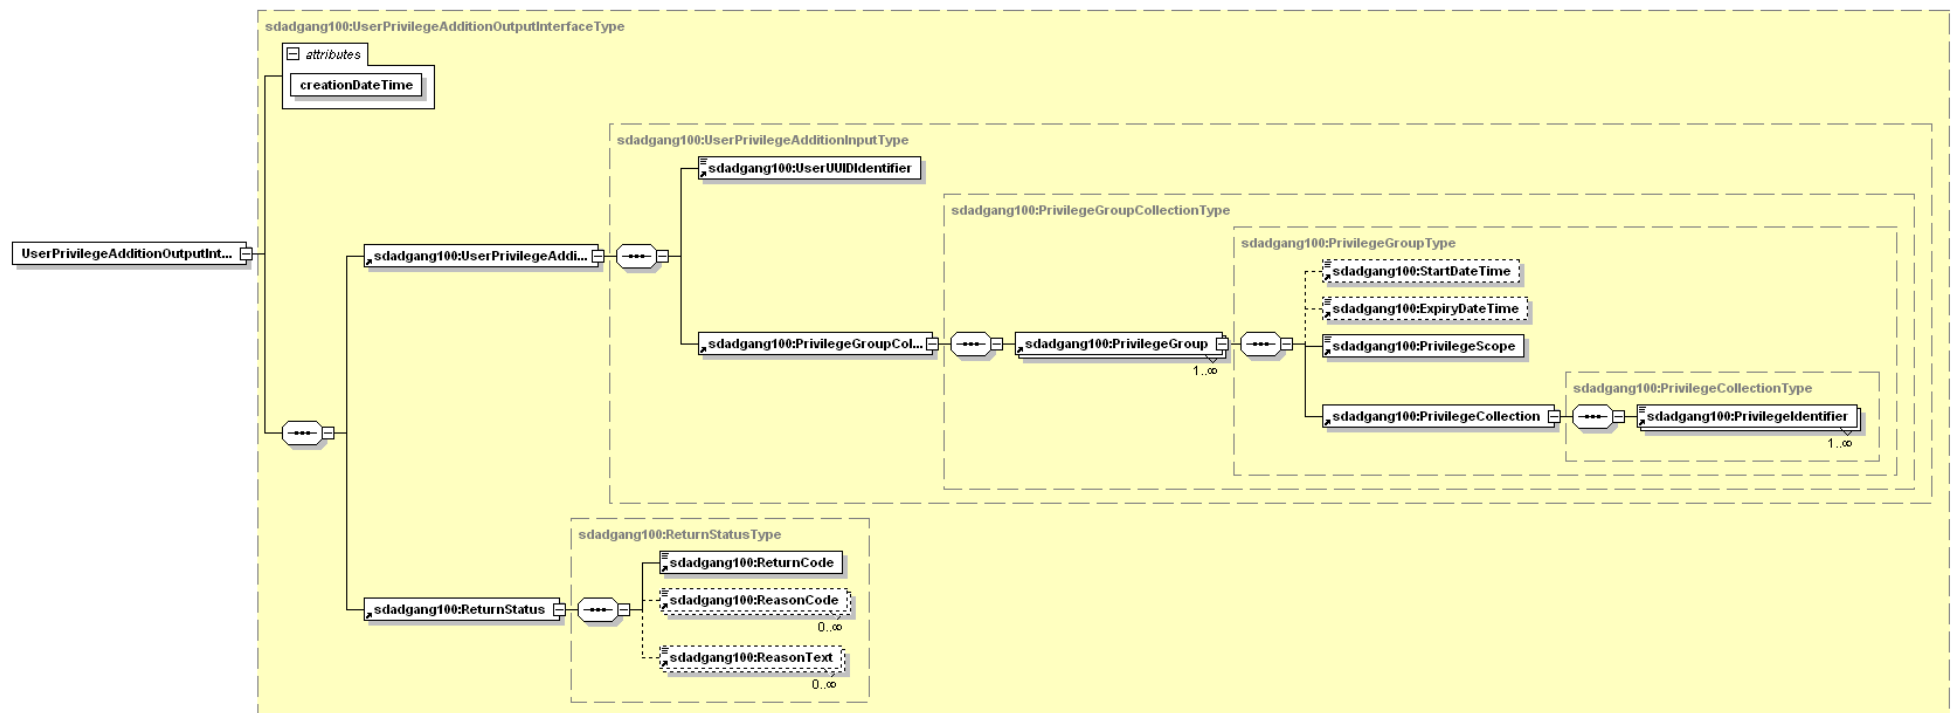 sdadgang100:UserPrivilegeAdditionOutputInterfaceType
attributes
creationDateTime
sdadgang100:UserPrivilegeAdditionInputType
sdadgang100:UserUUIDIdentifier
sdadgang100:PrivilegeGroupCollectionType
sdadgang100:PrivilegeGroupType
UserPrivilegeAdditionOutputInt...
sdadgang100:UserPrivilegeAddi...
sdadgang100:StartDateTime
sdadgang100:ExpiryDateTime
sdadgang100:PrivilegeGroupCol...
sdadgang100:PrivilegeGroup
1..∞
sdadgang100:PrivilegeScope
sdadgang100:PrivilegeCollectionType
sdadgang100:PrivilegeCollection
sdadgang100:PrivilegeIdentifier
1..∞
sdadgang100:ReturnStatusType
sdadgang100:ReturnCode
sdadgang100:ReturnStatus
sdadgang100:ReasonCode
0..∞
sdadgang100:ReasonText
0..∞